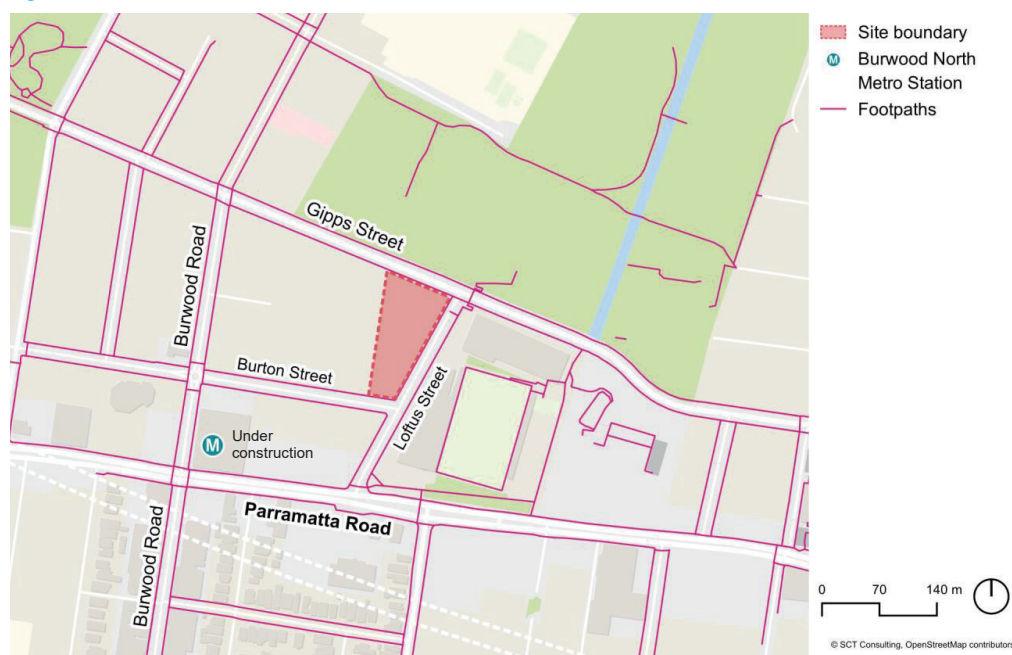 Site boundary
M Burwood North
Metro Station
Footpaths
Gipps Street
Burwood Road
Burton Street
Loftus Street
M Under
construction
Parramatta Road
Burwood Road
0 70 140 m
© SCT Consulting, OpenStreetMap contributors